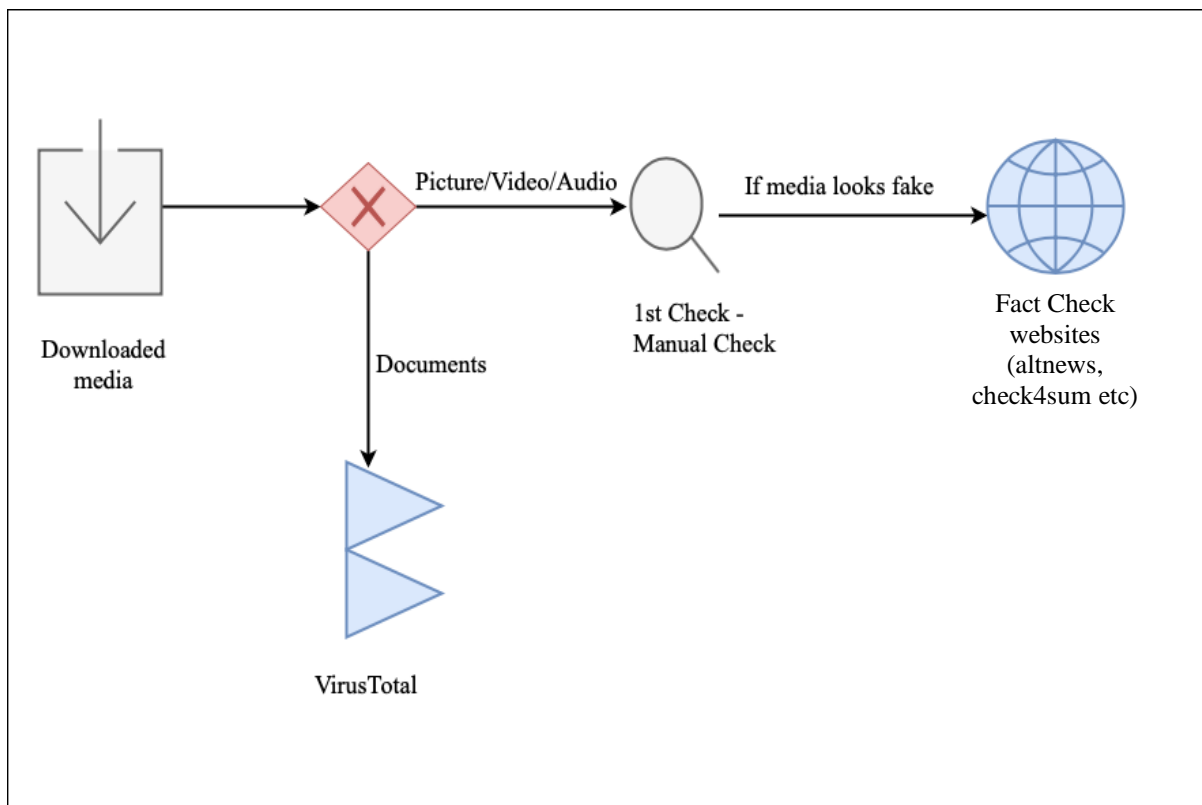 Picture/Video/Audio
If media looks fake
Downloaded
media
Documents
1st Check -
Manual Check
Fact Check
websites
(altnews,
check4sum etc)
VirusTotal